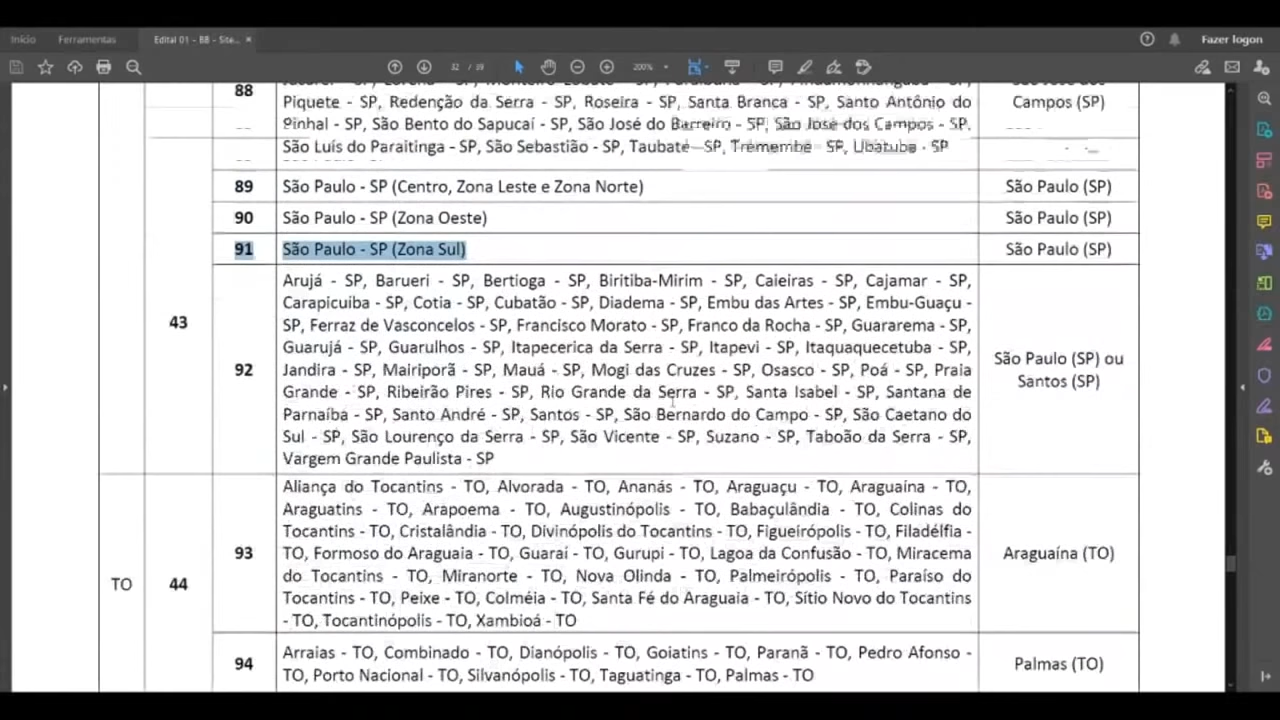 Início Ferramentas Edital 01 - BB - Site... × Fazer logon
32 / 39 200%
88
Piquete - SP, Redenção da Serra - SP, Roseira - SP, Santa Branca - SP, Santo Antônio do
Campos (SP)
Pinhal - SP, São Bento do Sapucaí - SP, São José do Barreiro - SP, São José dos Campos - SP,
São Luís do Paraitinga - SP, São Sebastião - SP, Taubaté - SP, Tremembé - SP, Ubatuba - SP
89 São Paulo - SP (Centro, Zona Leste e Zona Norte) São Paulo (SP)
90 São Paulo - SP (Zona Oeste) São Paulo (SP)
91 São Paulo - SP (Zona Sul) São Paulo (SP)
43
92
Arujá - SP, Barueri - SP, Bertioga - SP, Biritiba-Mirim - SP, Caieiras - SP, Cajamar - SP,
Carapicuíba - SP, Cotia - SP, Cubatão - SP, Diadema - SP, Embu das Artes - SP, Embu-Guaçu -
SP, Ferraz de Vasconcelos - SP, Francisco Morato - SP, Franco da Rocha - SP, Guararema - SP,
Guarujá - SP, Guarulhos - SP, Itapecerica da Serra - SP, Itapevi - SP, Itaquaquecetuba - SP,
Jandira - SP, Mairiporã - SP, Mauá - SP, Mogi das Cruzes - SP, Osasco - SP, Poá - SP, Praia
Grande - SP, Ribeirão Pires - SP, Rio Grande da Serra - SP, Santa Isabel - SP, Santana de
Parnaíba - SP, Santo André - SP, Santos - SP, São Bernardo do Campo - SP, São Caetano do
Sul - SP, São Lourenço da Serra - SP, São Vicente - SP, Suzano - SP, Taboão da Serra - SP,
Vargem Grande Paulista - SP
São Paulo (SP) ou
Santos (SP)
TO
44
93
Aliança do Tocantins - TO, Alvorada - TO, Ananás - TO, Araguaçu - TO, Araguaína - TO,
Araguatins - TO, Arapoema - TO, Augustinópolis - TO, Babaçulândia - TO, Colinas do
Tocantins - TO, Cristalândia - TO, Divinópolis do Tocantins - TO, Figueirópolis - TO, Filadélfia -
TO, Formoso do Araguaia - TO, Guaraí - TO, Gurupi - TO, Lagoa da Confusão - TO, Miracema
do Tocantins - TO, Miranorte - TO, Nova Olinda - TO, Palmeirópolis - TO, Paraíso do
Tocantins - TO, Peixe - TO, Colméia - TO, Santa Fé do Araguaia - TO, Sítio Novo do Tocantins
- TO, Tocantinópolis - TO, Xambioá - TO
Araguaína (TO)
94
Arraias - TO, Combinado - TO, Dianópolis - TO, Goiatins - TO, Paranã - TO, Pedro Afonso -
TO, Porto Nacional - TO, Silvanópolis - TO, Taguatinga - TO, Palmas - TO
Palmas (TO)